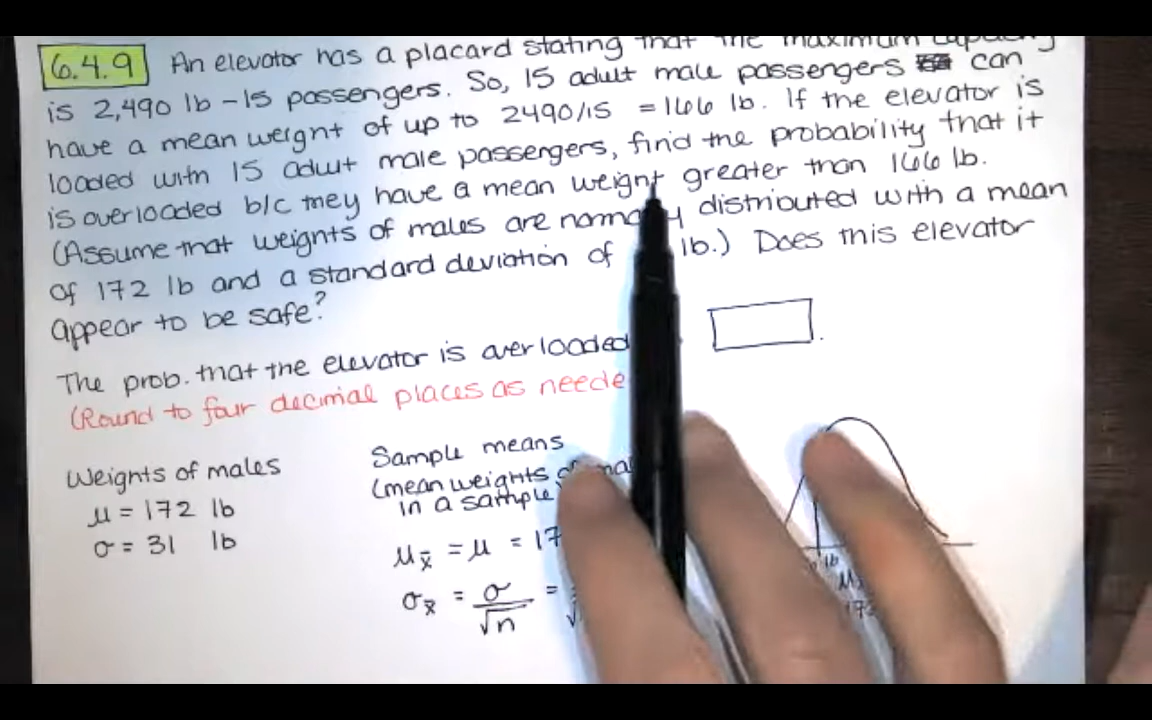 6.4.9 An elevator has a placard stating that the maximum capacity
is 2,490 lb - 15 passengers. So, 15 adult male passengers can
have a mean weight of up to 2490/15 = 166 lb. If the elevator is
loaded with 15 adult male passengers, find the probability that it
is overloaded b/c they have a mean weight greater than 166 lb.
(Assume that weights of males are distributed with a mean
of 172 lb and a standard deviation of lb.) Does this elevator
appear to be safe?
The prob. that the elevator is overloaded .
(Round to four decimal places as neede
Weights of males
μ = 172 lb
σ = 31 lb
Sample means
(mean weights
in a sample
μx̄ = μ = 17
σx̄ = σ/√n =
lb